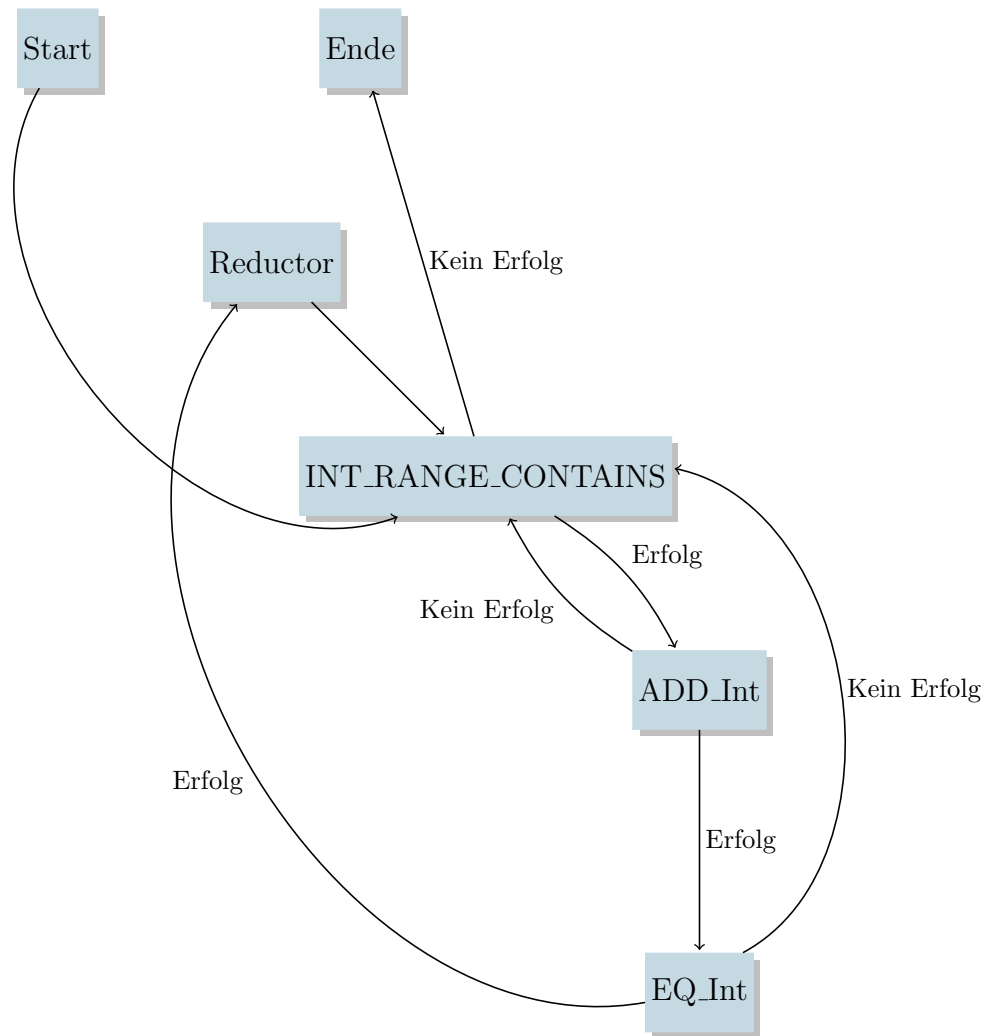 Start
Ende
Kein Erfolg
Reductor
INT_RANGE_CONTAINS
Erfolg
Kein Erfolg
ADD_Int
Kein Erfolg
Erfolg
Erfolg
EQ_Int